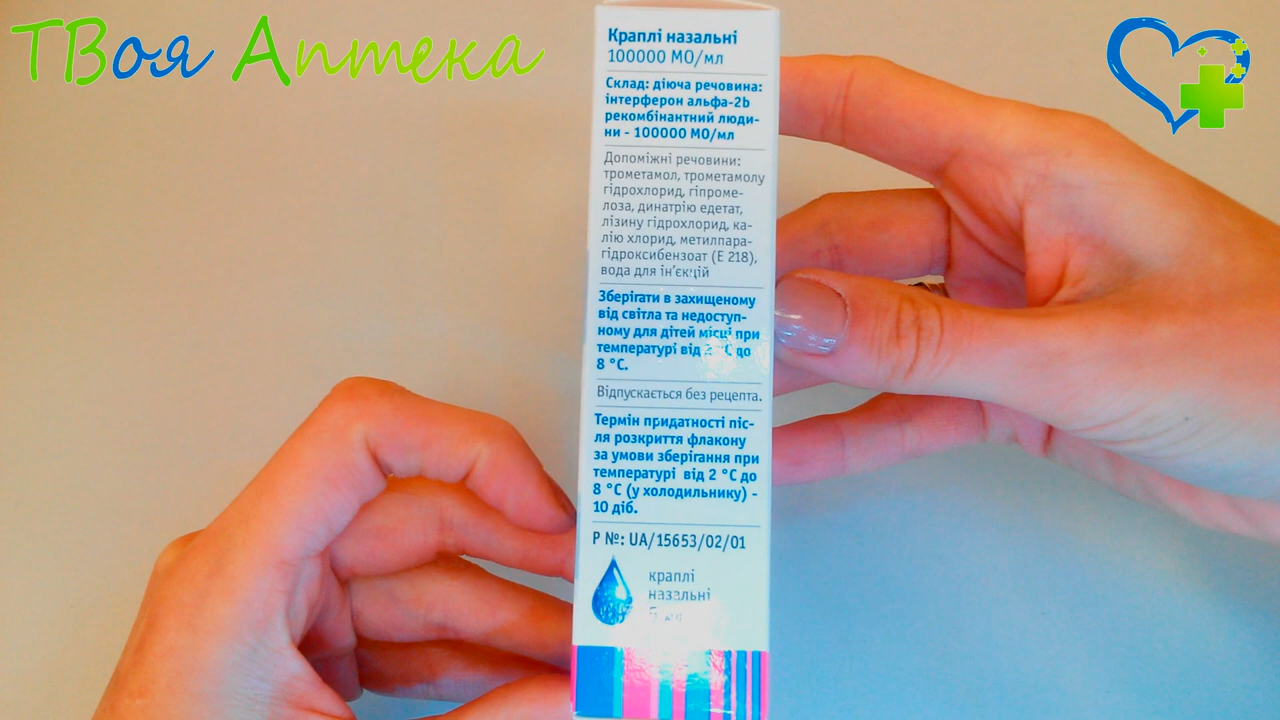 ТВоя Аптека
Краплі назальні
100000 МО/мл
Склад: діюча речовина:
інтерферон альфа-2b
рекомбінантний люди-
ни - 100000 МО/мл
Допоміжні речовини:
трометамол, трометамолу
гідрохлорид, гіпроме-
лоза, динатрію едетат,
лізину гідрохлорид, ка-
лію хлорид, метилпара-
гідроксибензоат (Е 218),
вода для ін'єкцій
Зберігати в захищеному
від світла та недоступ-
ному для дітей місці при
температурі від 2 °C до
8 °C.
Відпускається без рецепта.
Термін придатності піс-
ля розкриття флакону
за умови зберігання при
температурі від 2 °C до
8 °C (у холодильнику) -
10 діб.
Р №: UA/15653/02/01
краплі
назальні